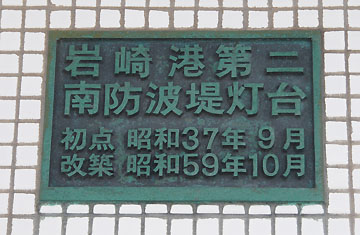 岩崎港第二
南防波堤灯台
初点 昭和37年9月
改築 昭和59年10月